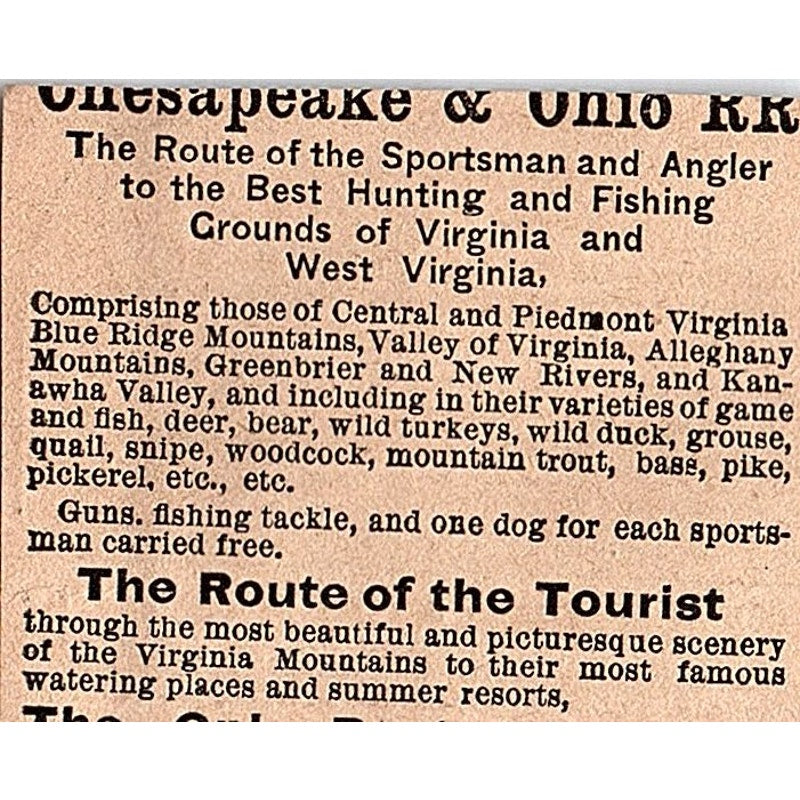 Chesapeake & Ohio RR
The Route of the Sportsman and Angler
to the Best Hunting and Fishing
Grounds of Virginia and
West Virginia,
Comprising those of Central and Piedmont Virginia
Blue Ridge Mountains, Valley of Virginia, Alleghany
Mountains, Greenbrier and New Rivers, and Kan-
awha Valley, and including in their varieties of game
and fish, deer, bear, wild turkeys, wild duck, grouse,
quail, snipe, woodcock, mountain trout, bass, pike,
pickerel, etc., etc.
Guns. fishing tackle, and one dog for each sports-
man carried free.
The Route of the Tourist
through the most beautiful and picturesque scenery
of the Virginia Mountains to their most famous
watering places and summer resorts,
The